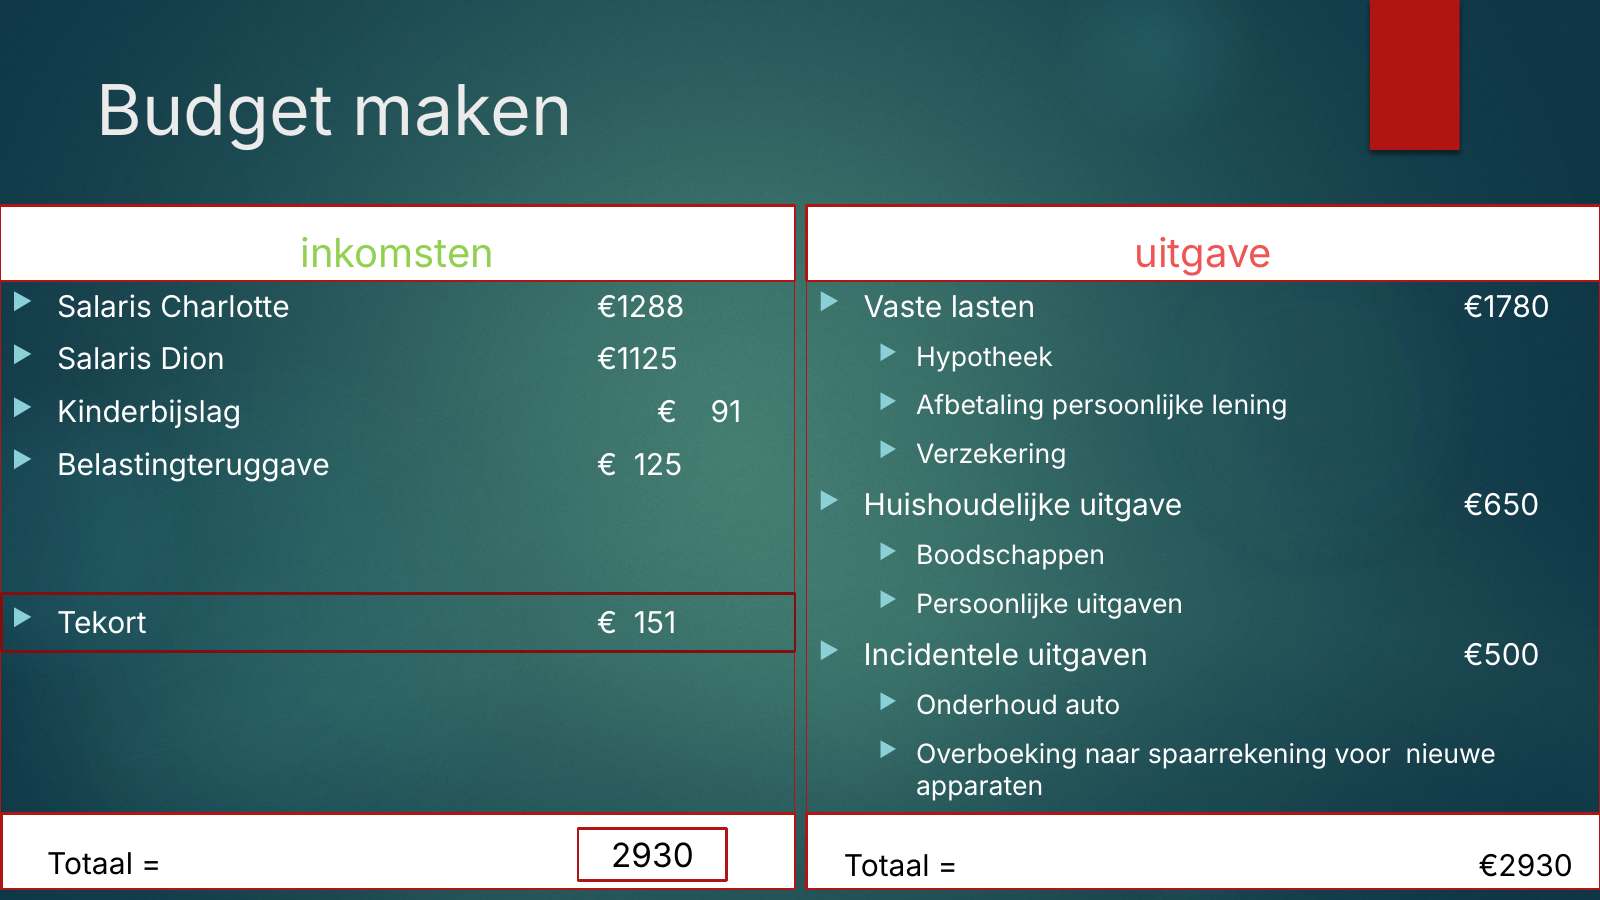 Budget maken
inkomsten
Salaris Charlotte €1288
Salaris Dion €1125
Kinderbijslag € 91
Belastingteruggave € 125
Tekort € 151
Totaal = 2930
uitgave
Vaste lasten €1780
Hypotheek
Afbetaling persoonlijke lening
Verzekering
Huishoudelijke uitgave €650
Boodschappen
Persoonlijke uitgaven
Incidentele uitgaven €500
Onderhoud auto
Overboeking naar spaarrekening voor nieuwe
apparaten
Totaal = €2930